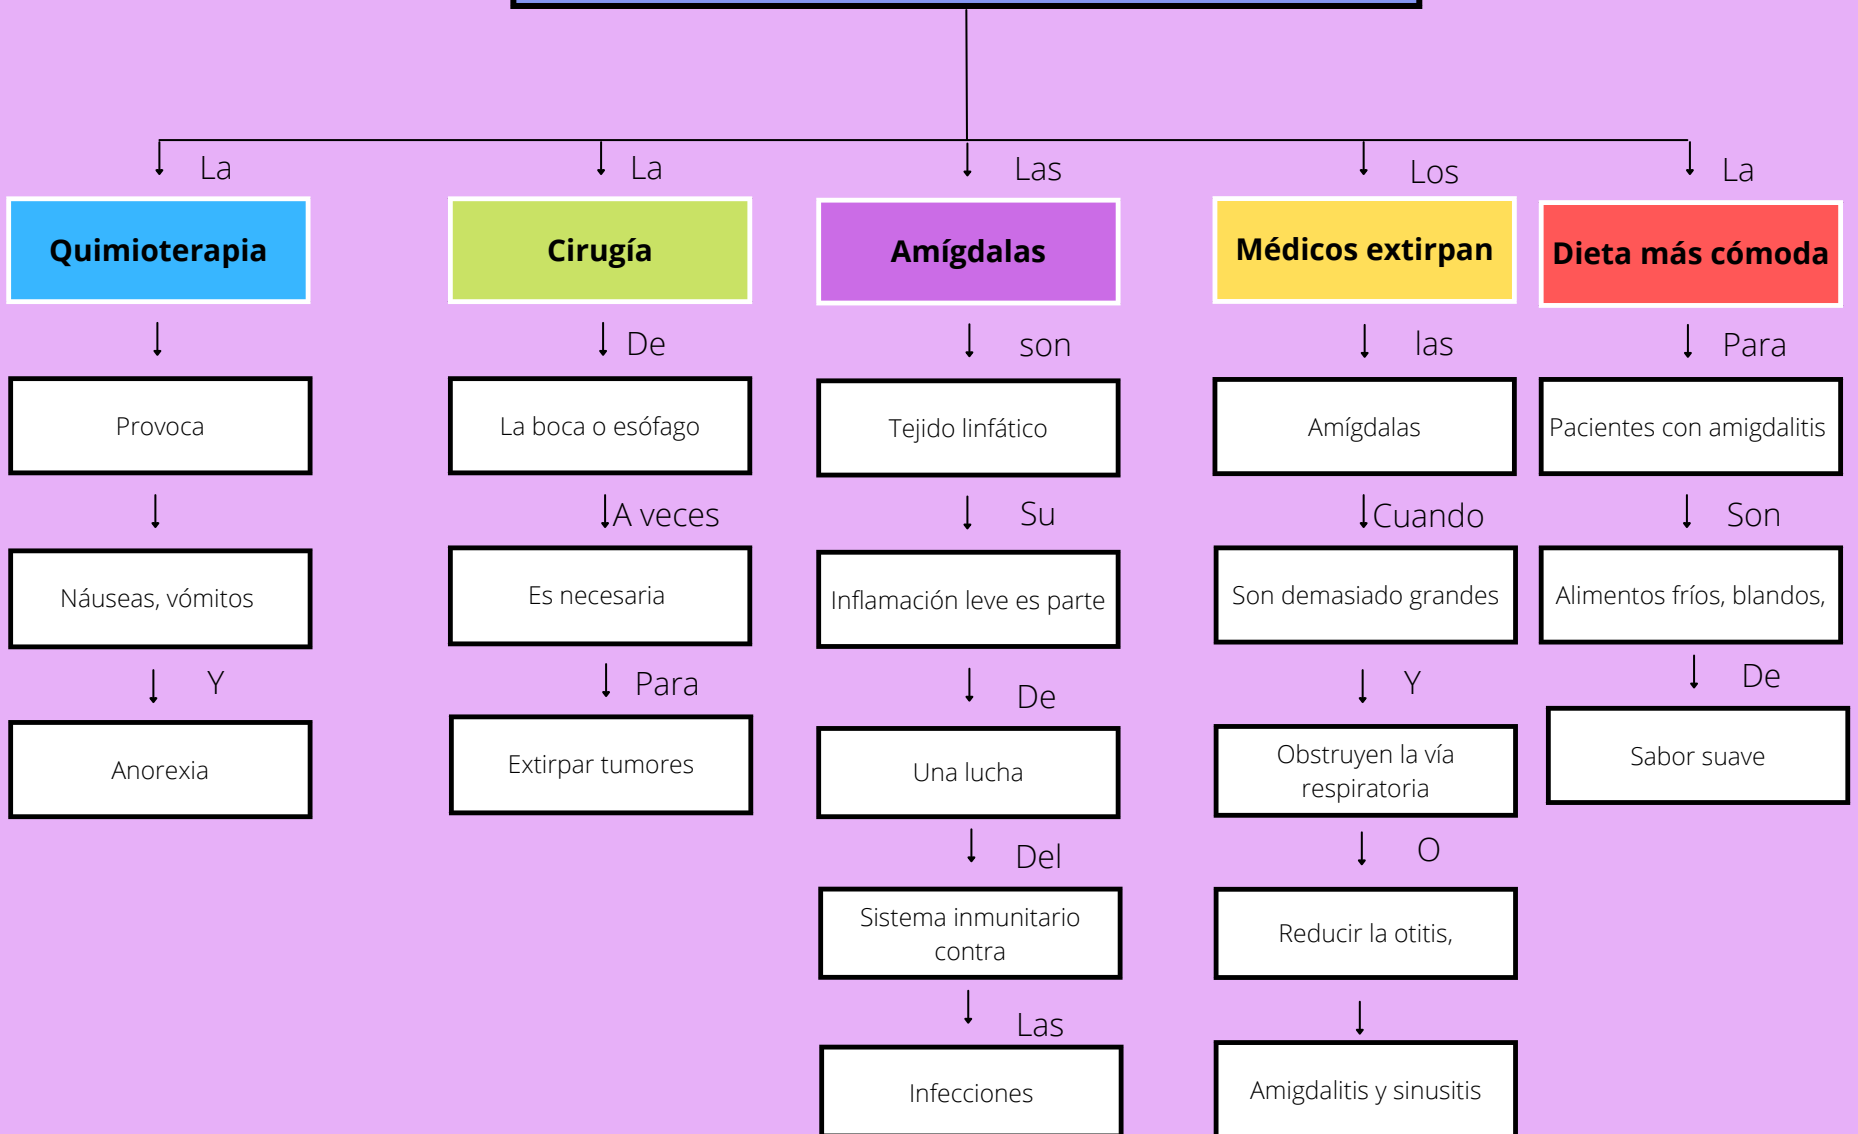 La
Quimioterapia
Provoca
Náuseas, vómitos
Y
Anorexia
La
Cirugía
De
La boca o esófago
A veces
Es necesaria
Para
Extirpar tumores
Las
Amígdalas
son
Tejido linfático
Su
Inflamación leve es parte
De
Una lucha
Del
Sistema inmunitario
contra
Las
Infecciones
Los
Médicos extirpan
las
Amígdalas
Cuando
Son demasiado grandes
Y
Obstruyen la vía
respiratoria
O
Reducir la otitis,
Amigdalitis y sinusitis
La
Dieta más cómoda
Para
Pacientes con amigdalitis
Son
Alimentos fríos, blandos,
De
Sabor suave